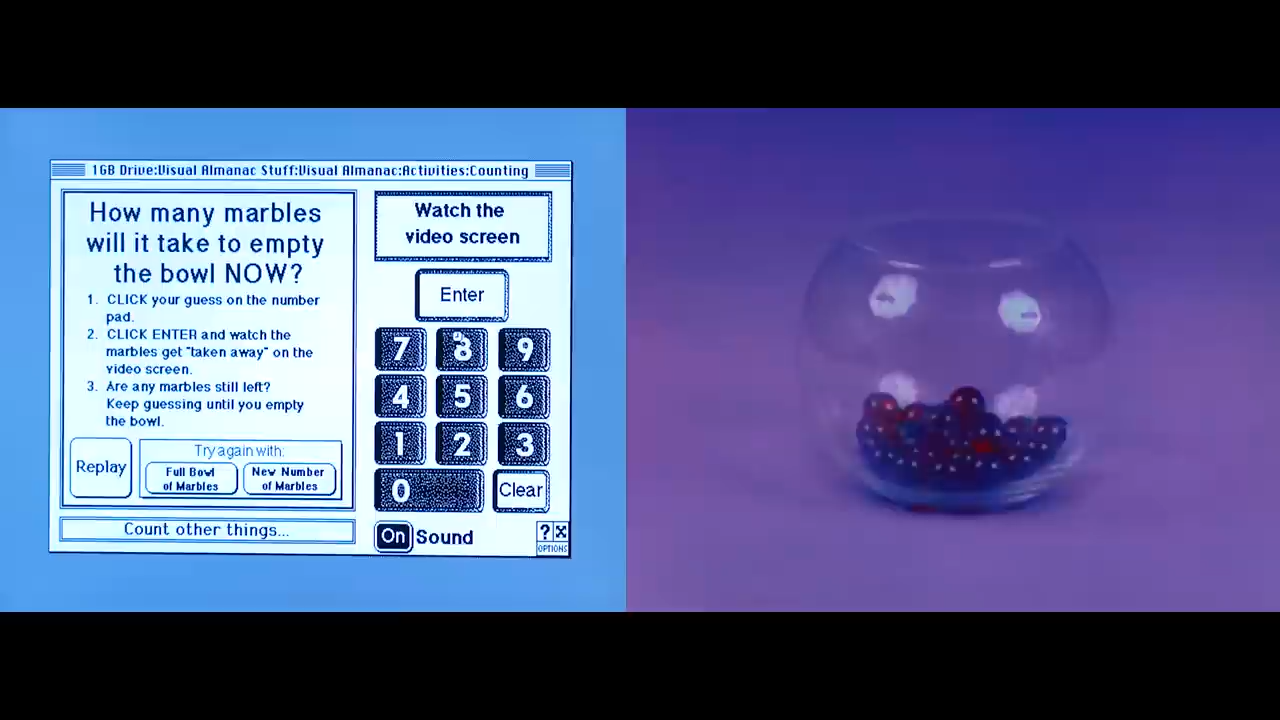 1GB Drive:Visual Almanac Stuff:Visual Almanac:Activities:Counting
How many marbles
will it take to empty
the bowl NOW?
1. CLICK your guess on the number
pad.
2. CLICK ENTER and watch the
marbles get "taken away" on the
video screen.
3. Are any marbles still left?
Keep guessing until you empty
the bowl.
Replay
Try again with:
Full Bowl
of Marbles
New Number
of Marbles
Count other things...
Watch the
video screen
Enter
7 8 9
4 5 6
1 2 3
0 Clear
On Sound
?
OPTIONS